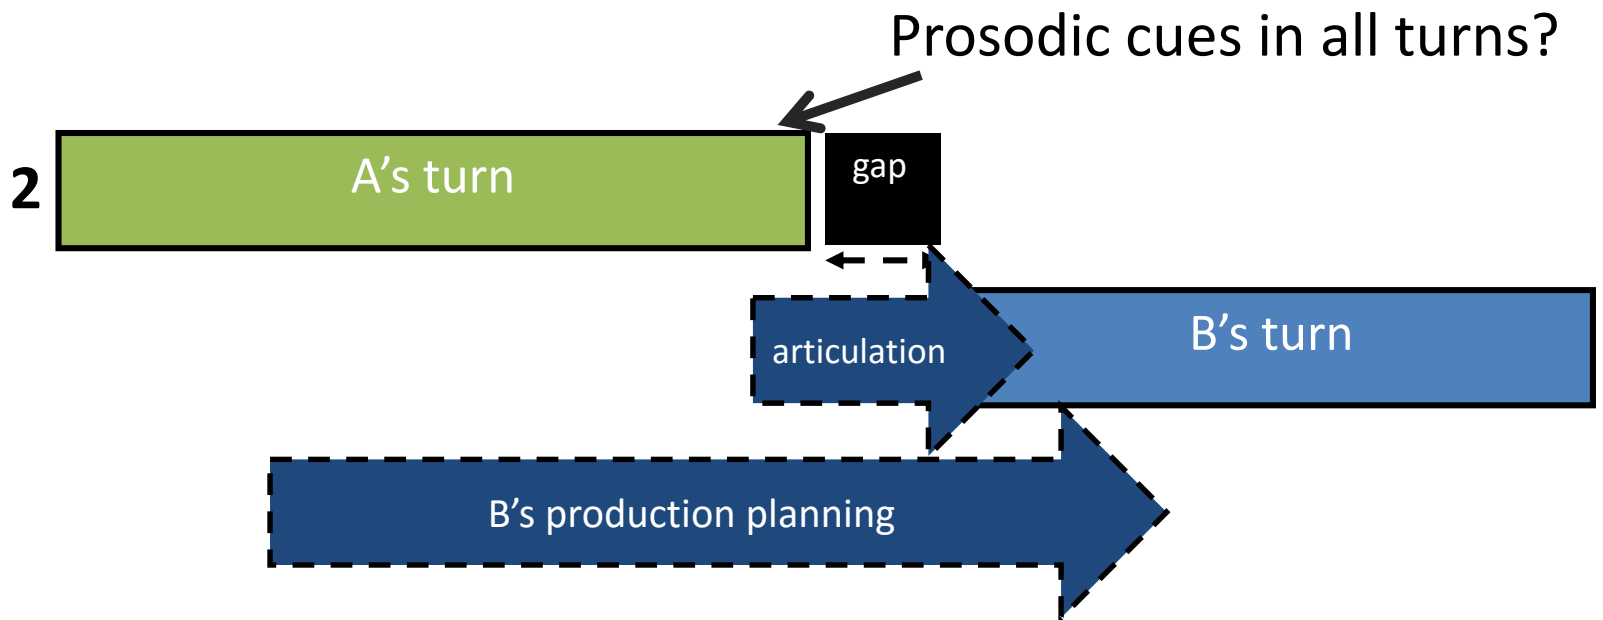 Prosodic cues in all turns?
2
A’s turn
gap
B’s turn
articulation
B’s production planning